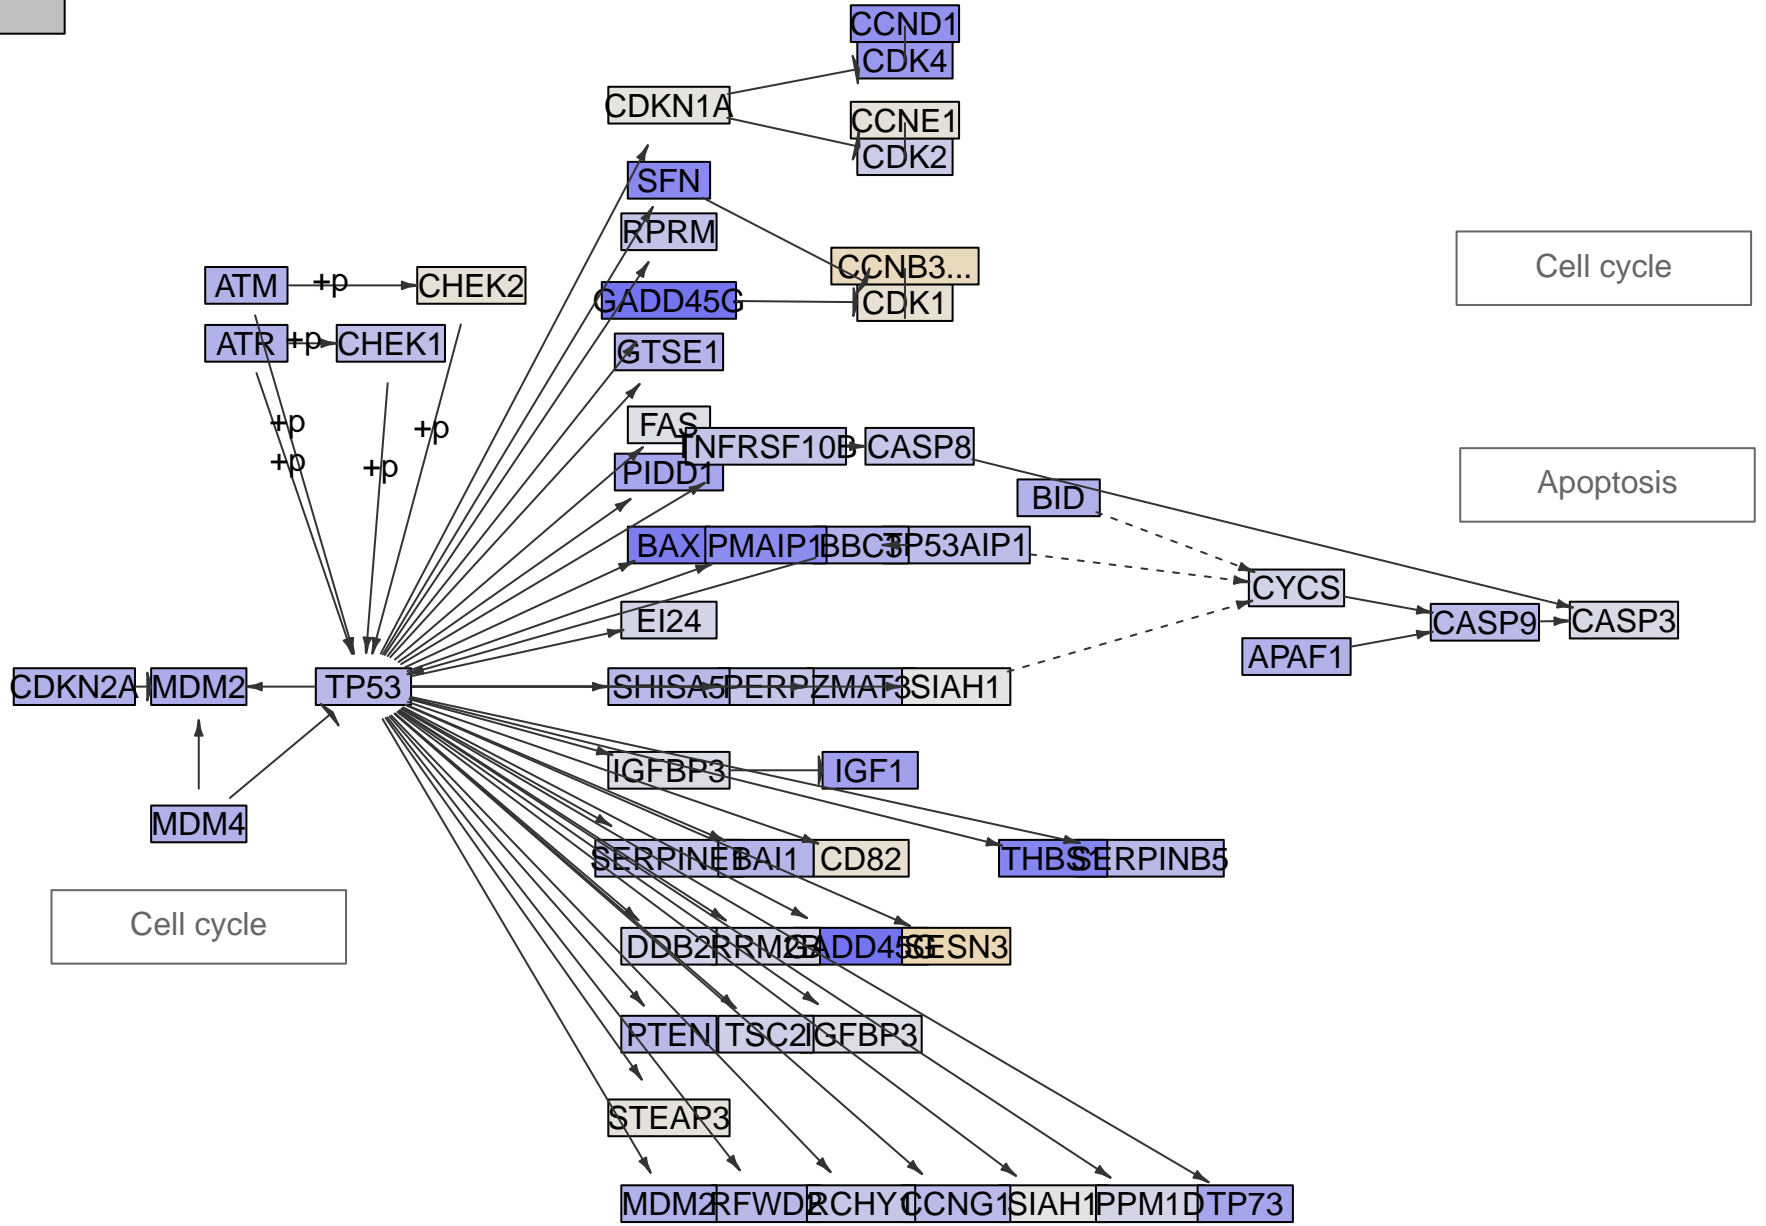 CCND1
CDK4
CDKN1A
CCNE1
CDK2
SFN
RPRM
Cell cycle
CCNB3...
ATM
+p
CHEK2
GADD45G
CDK1
ATR
+p
CHEK1
GTSE1
FAS
+p
+p
TNFRSF10B
CASP8
+p
+p
PIDD1
Apoptosis
BID
BAX
PMAIP1
BBC3
TP53AIP1
CYCS
EI24
CASP9
CASP3
APAF1
CDKN2A
MDM2
TP53
SHISA5
PERP
ZMAT3
SIAH1
IGFBP3
IGF1
MDM4
SERPINE1
BAI1
CD82
THBS1
SERPINB5
Cell cycle
DDB2
RRM2B
GADD45G
SESN3
PTEN
TSC2
IGFBP3
STEAP3
MDM2
RFWD2
RCHY1
CCNG1
SIAH1
PPM1D
TP73